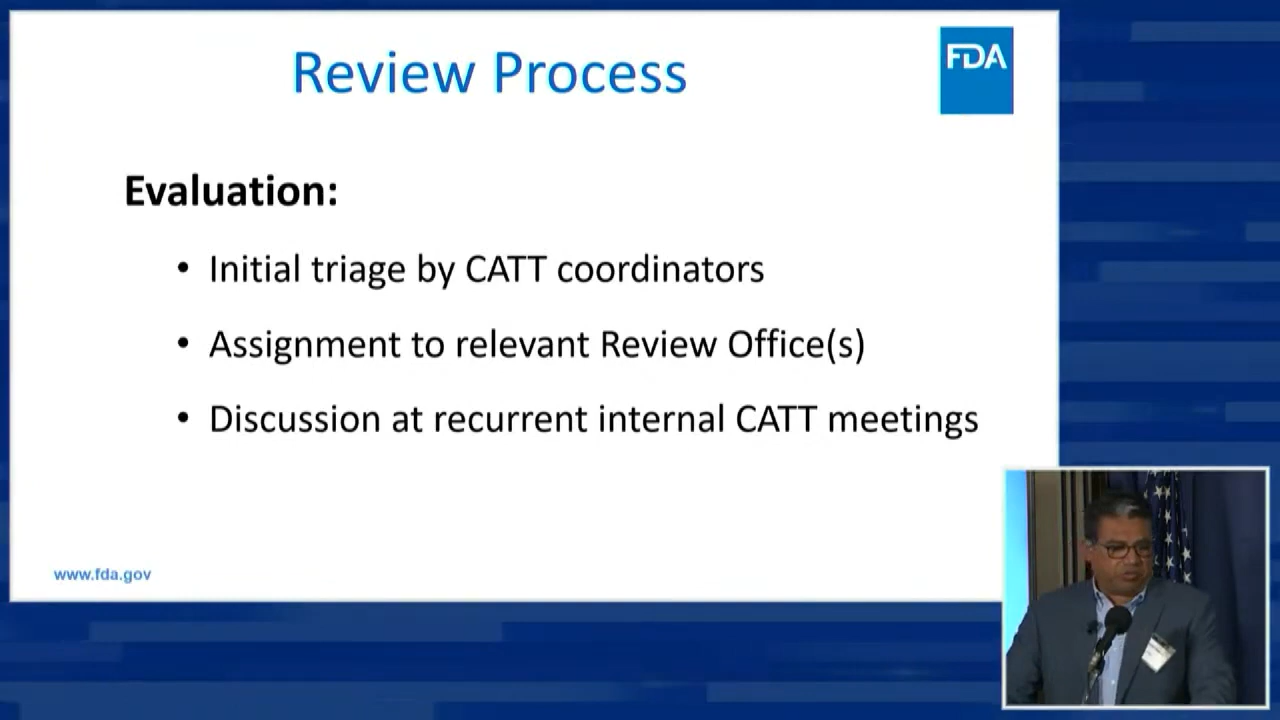 Review Process
FDA
Evaluation:
• Initial triage by CATT coordinators
• Assignment to relevant Review Office(s)
• Discussion at recurrent internal CATT meetings
www.fda.gov